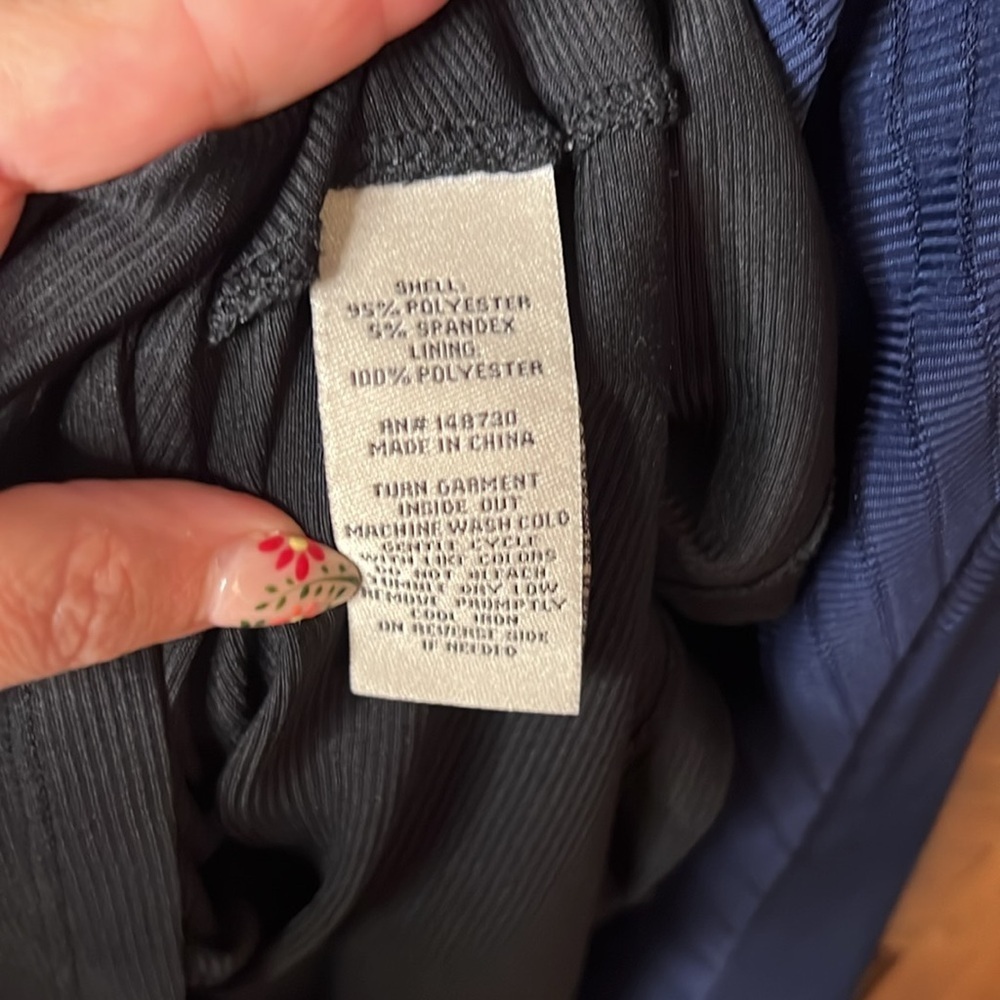 SHELL:
95% POLYESTER
5% SPANDEX
LINING:
100% POLYESTER
RN# 148730
MADE IN CHINA
TURN GARMENT
INSIDE OUT
MACHINE WASH COLD
GENTLE CYCLE
WASH LIKE COLORS
DO NOT BLEACH
TUMBLE DRY LOW
REMOVE PROMPTLY
COOL IRON
ON REVERSE SIDE
IF NEEDED